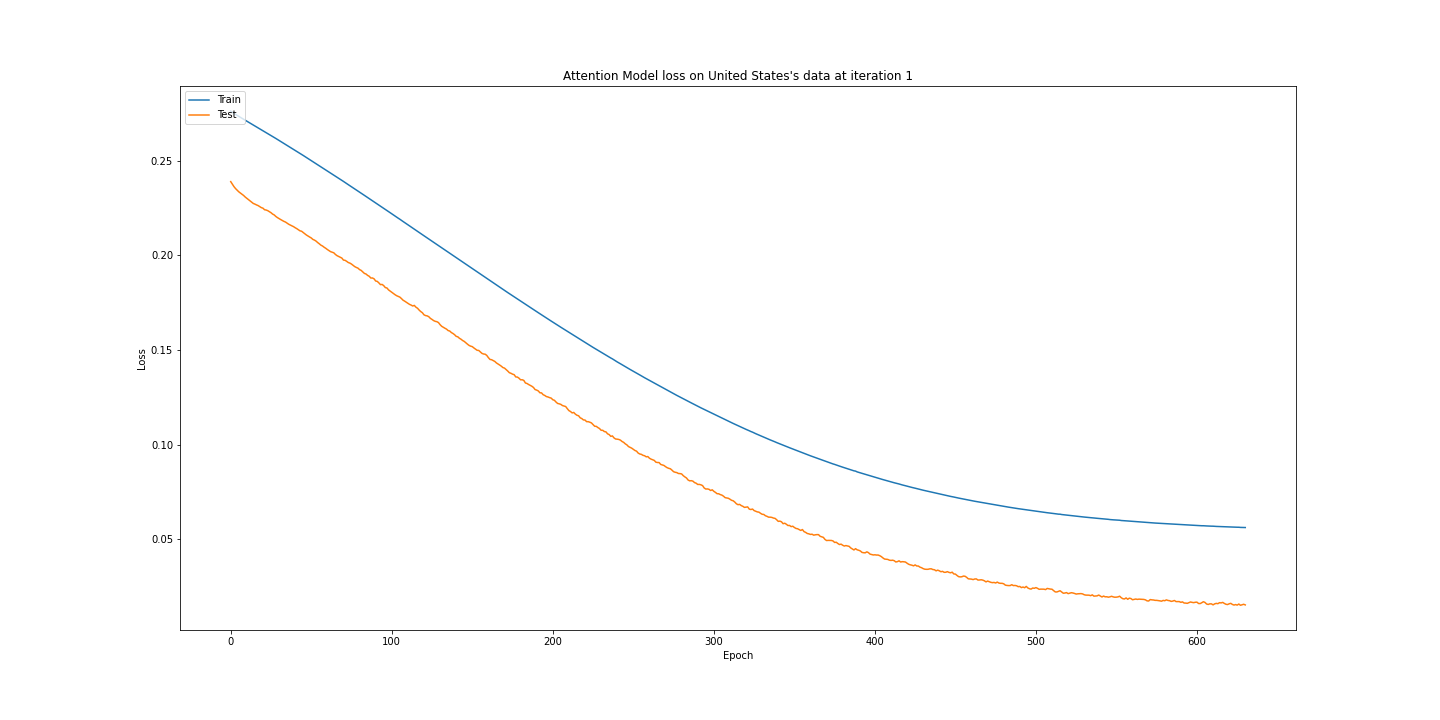 Attention Model loss on United States's data at iteration 1
Train
Test
0.25
0.20
0.15
0.10
0.05
Loss
0 100 200 300 400 500 600
Epoch